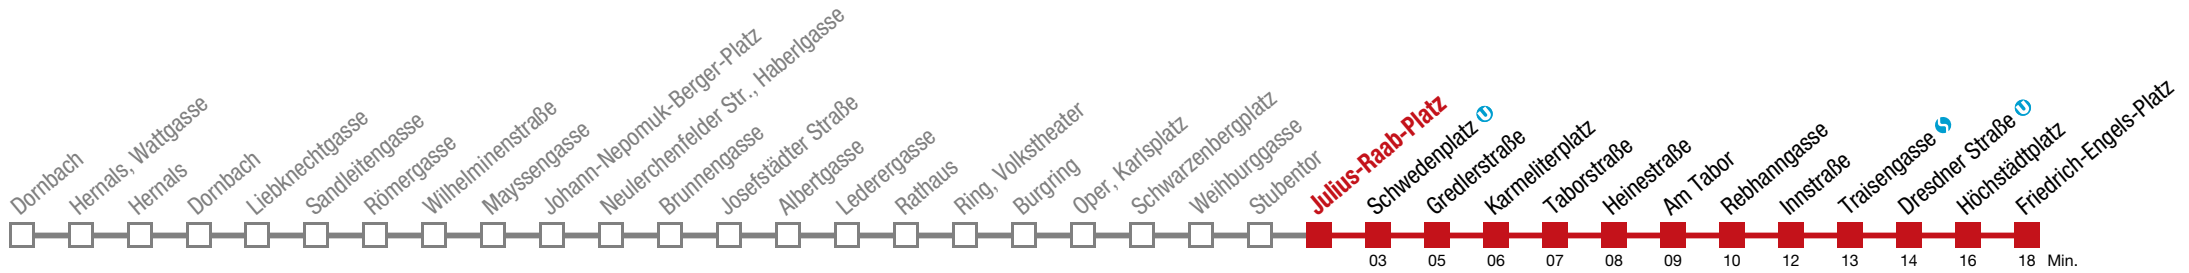 Dornbach
Hernals, Wattgasse
Hernals
Dornbach
Liebknechtgasse
Sandleitengasse
Römergasse
Wilhelminenstraße
Mayssengasse
Johann-Nepomuk-Berger-Platz
Neulerchenfelder Str., Haberlgasse
Brunnengasse
Josefstädter Straße
Albertgasse
Lederergasse
Rathaus
Ring, Volkstheater
Burgring
Oper, Karlsplatz
Schwarzenbergplatz
Weihburggasse
Stubentor
Julius-Raab-Platz
Schwedenplatz U
Gredlerstraße
Karmeliterplatz
Taborstraße
Heinestraße
Am Tabor
Rebhanngasse
Innstraße
Traisengasse S
Dresdner Straße U
Höchstädtplatz
Friedrich-Engels-Platz
03 05 06 07 08 09 10 12 13 14 16 18 Min.